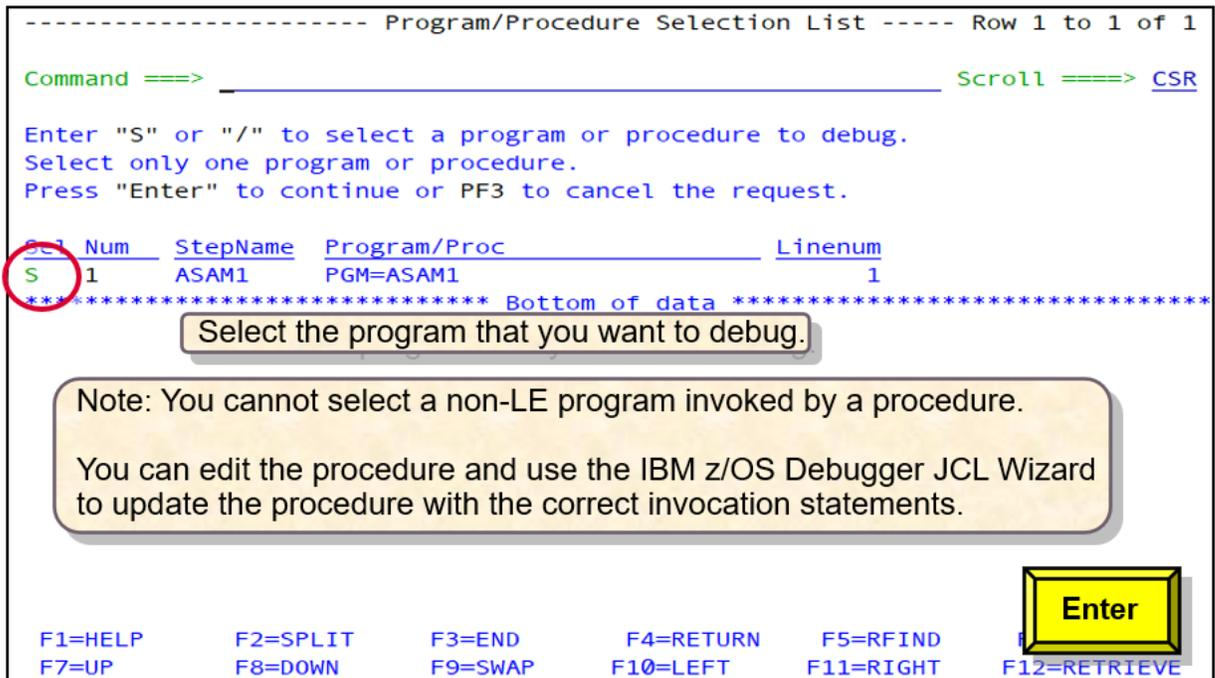 ----------------------- Program/Procedure Selection List ----- Row 1 to 1 of 1
Command ===> _ Scroll ====> CSR
Enter "S" or "/" to select a program or procedure to debug.
Select only one program or procedure.
Press "Enter" to continue or PF3 to cancel the request.
Sel Num StepName Program/Proc Linenum
S 1 ASAM1 PGM=ASAM1 1
******************************* Bottom of data ********************************
Select the program that you want to debug.
Note: You cannot select a non-LE program invoked by a procedure.
You can edit the procedure and use the IBM z/OS Debugger JCL Wizard
to update the procedure with the correct invocation statements.
Enter
F1=HELP F2=SPLIT F3=END F4=RETURN F5=RFIND
F7=UP F8=DOWN F9=SWAP F10=LEFT F11=RIGHT F12=RETRIEVE